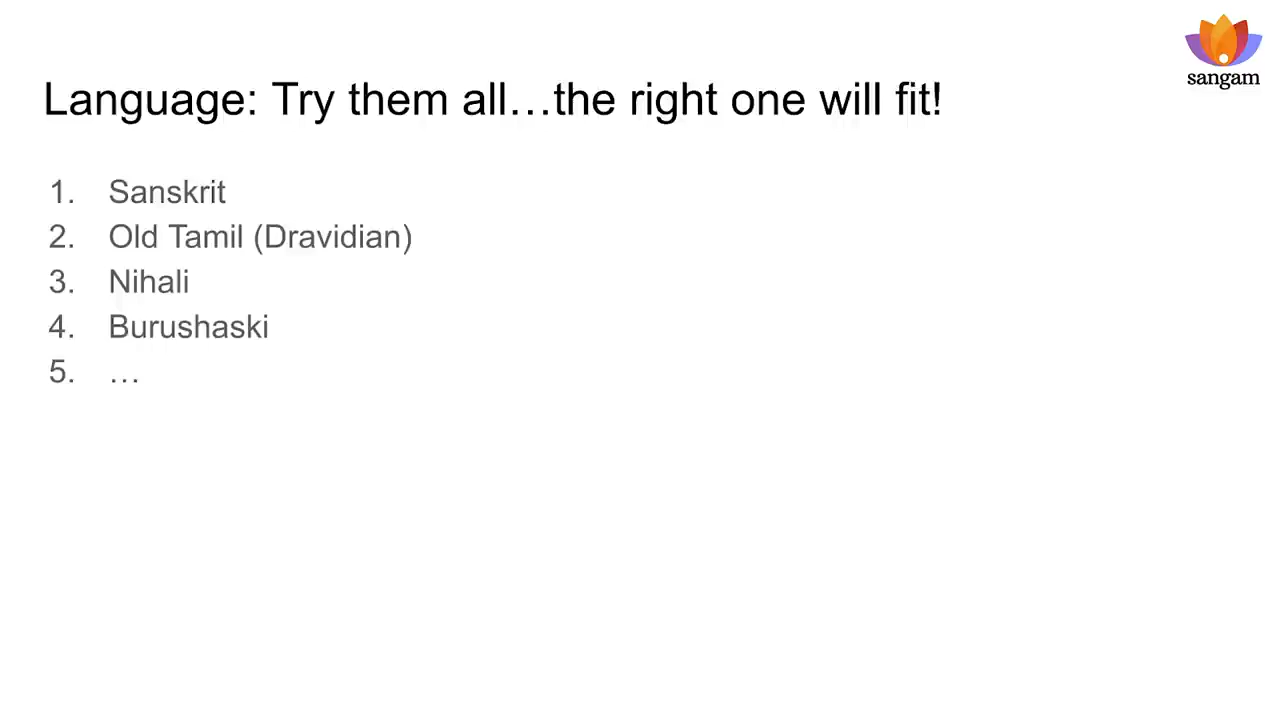 sangam
Language: Try them all…the right one will fit!
1. Sanskrit
2. Old Tamil (Dravidian)
3. Nihali
4. Burushaski
5. …